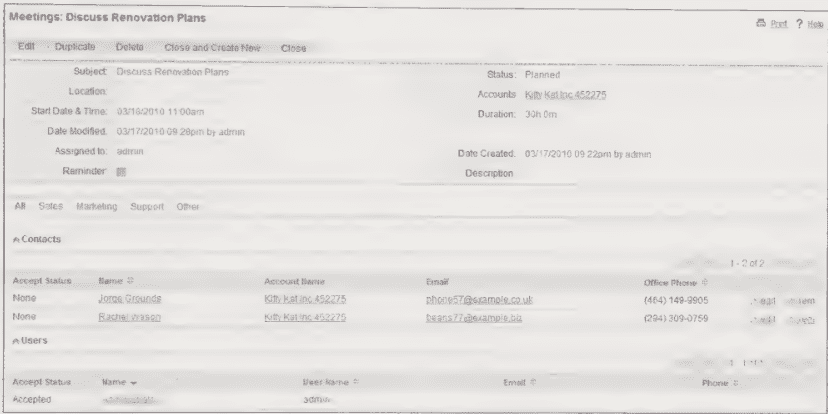 Meetings: Discuss Renovation Plans
Print ? Help
Edit Duplicate Delete Close and Create New Close
Subject: Discuss Renovation Plans
Status: Planned
Location:
Accounts Kitty Kat Inc 452275
Start Date & Time: 03/18/2010 11:00am
Duration: 30h 0m
Date Modified: 03/17/2010 09:28pm by admin
Assigned to: admin
Date Created: 03/17/2010 09:22pm by admin
Reminder:
Description
All Sales Marketing Support Other
Contacts
1 - 2 of 2
Accept Status Name Account Name Email Office Phone
None Jorge Grounds Kitty Kat Inc 452275 phone57@example.co.uk (464) 149-9905 edit rem
None Rachel Kitty Kat Inc 452275 beans77@example.biz (294) 309-0759 edit
Users
Accept Status Name User Name Email Phone
Accepted admin